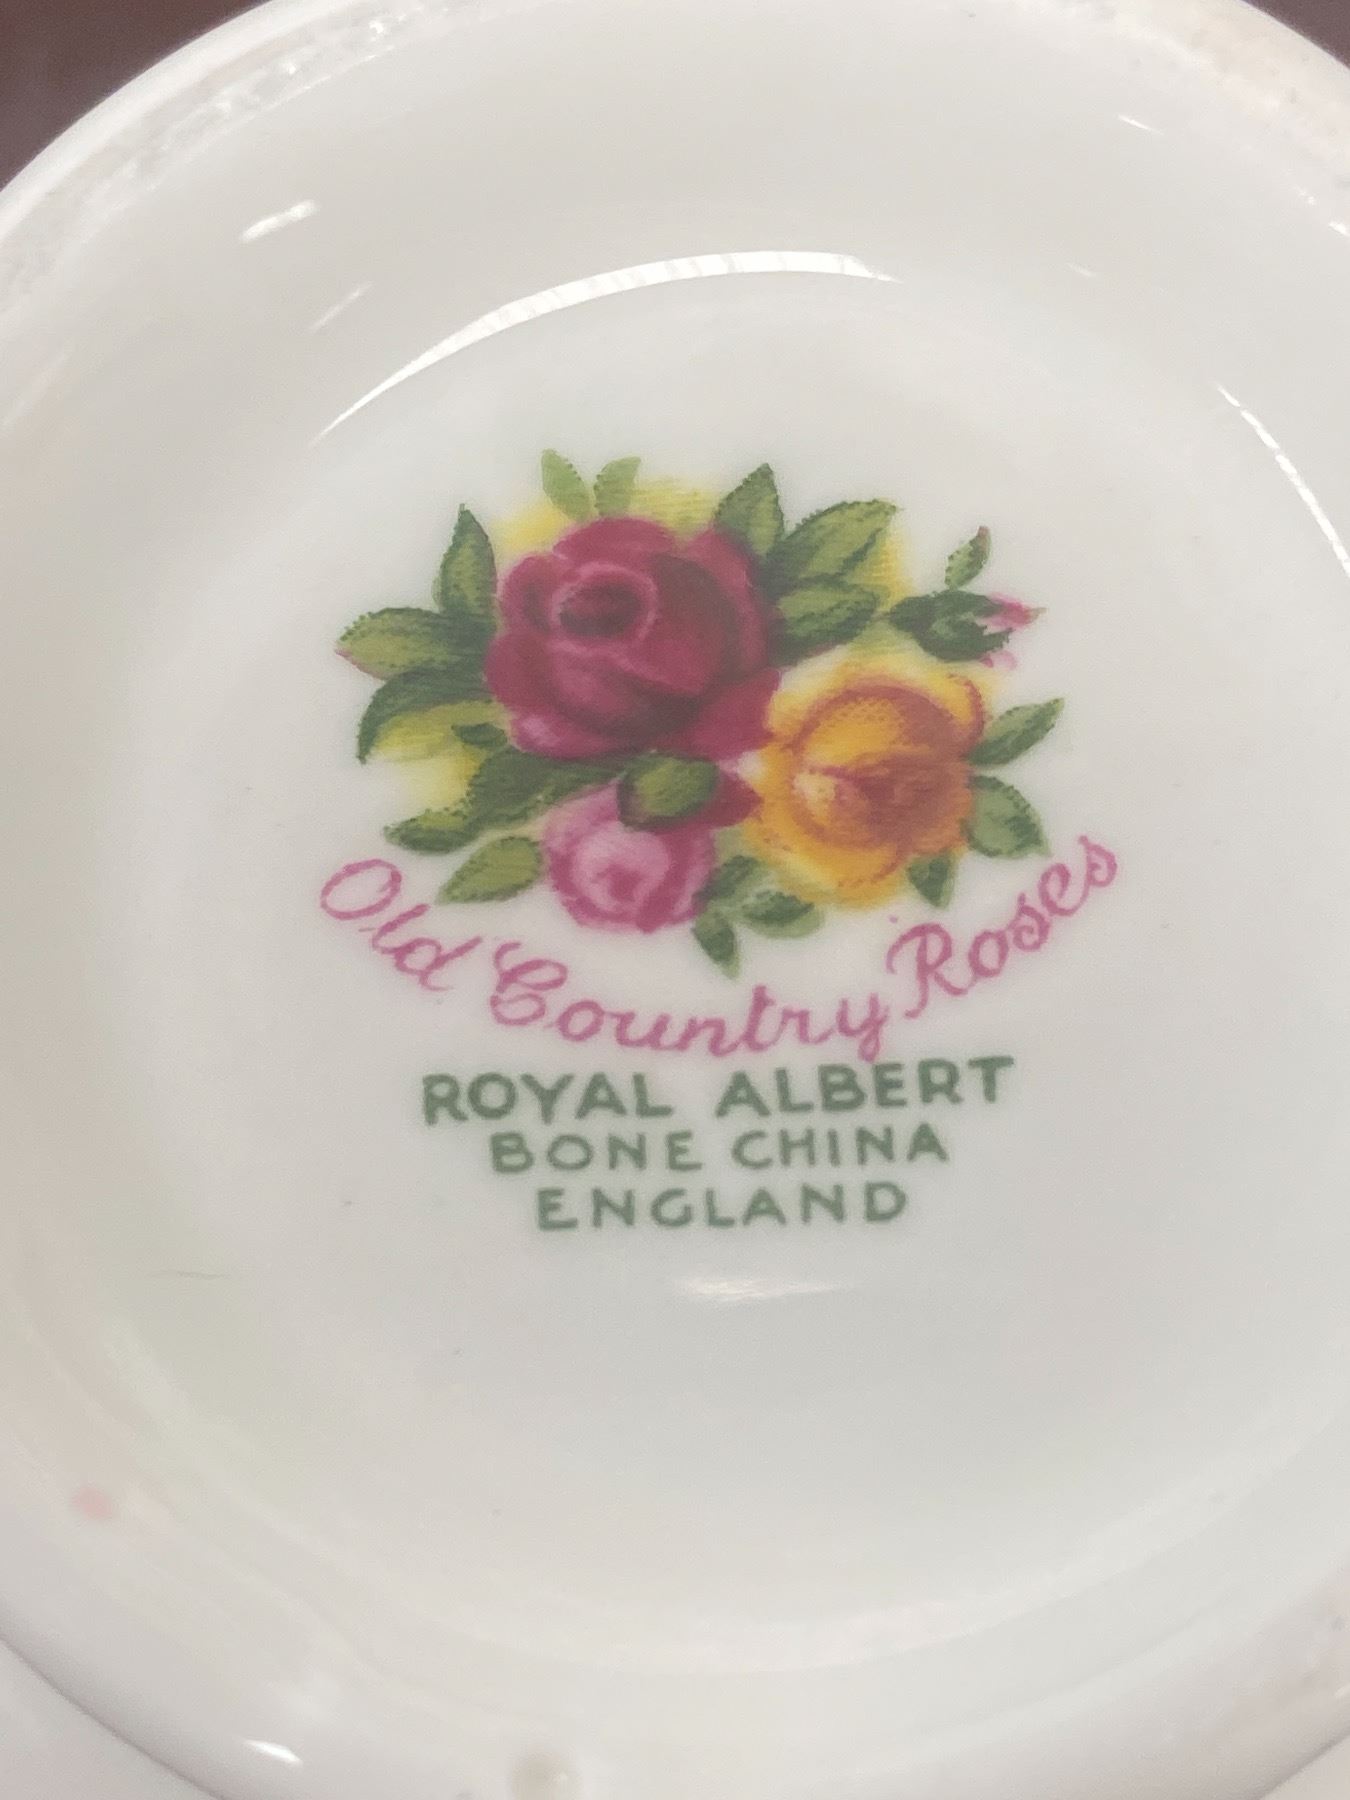 Old Country Roses
ROYAL ALBERT
BONE CHINA
ENGLAND